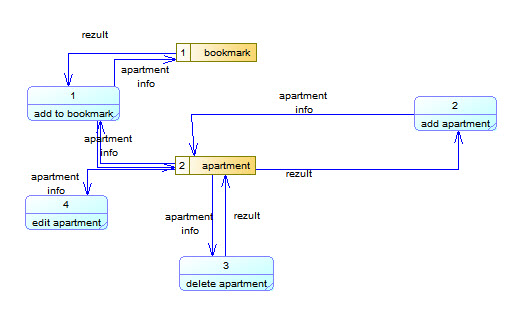 rezult
1 bookmark
apartment
info
1
add to bookmark
apartment
info
2
add apartment
apartment
info
2 apartment
rezult
apartment
info
4
edit apartment
apartment
info
rezult
3
delete apartment